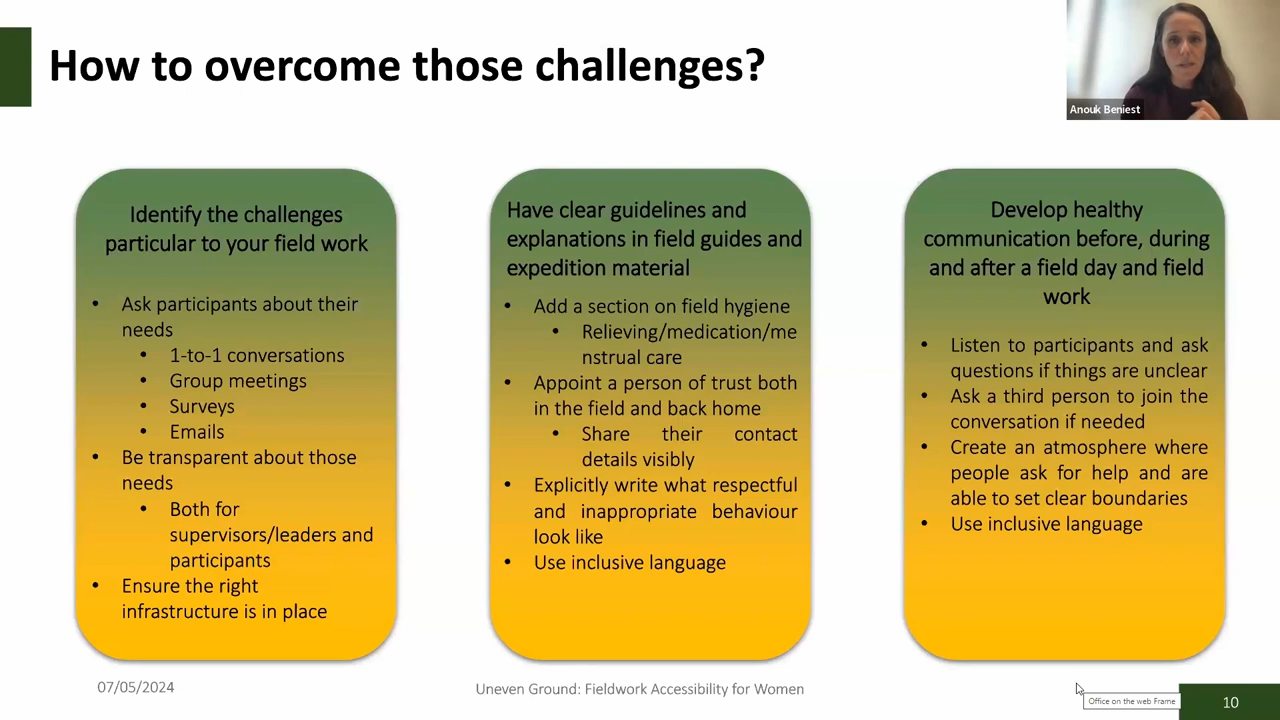 How to overcome those challenges?
Anouk Beniest
Identify the challenges
particular to your field work
• Ask participants about their
needs
• 1-to-1 conversations
• Group meetings
• Surveys
• Emails
• Be transparent about those
needs
• Both for
supervisors/leaders and
participants
• Ensure the right
infrastructure is in place
Have clear guidelines and
explanations in field guides and
expedition material
• Add a section on field hygiene
• Relieving/medication/me
nstrual care
• Appoint a person of trust both
in the field and back home
• Share their contact
details visibly
• Explicitly write what respectful
and inappropriate behaviour
look like
• Use inclusive language
Develop healthy
communication before, during
and after a field day and field
work
• Listen to participants and ask
questions if things are unclear
• Ask a third person to join the
conversation if needed
• Create an atmosphere where
people ask for help and are
able to set clear boundaries
• Use inclusive language
07/05/2024
Uneven Ground: Fieldwork Accessibility for Women
Office on the web Frame
10